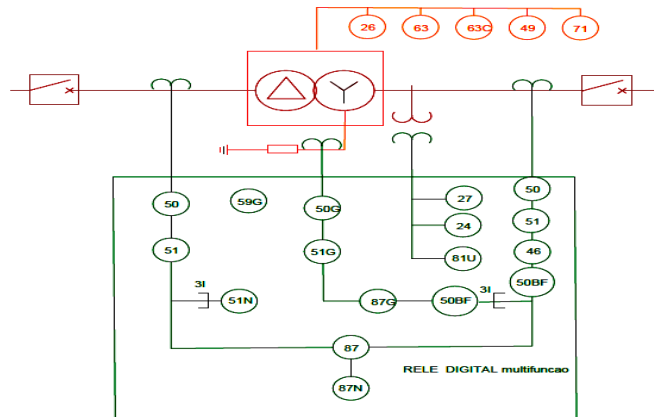 26 63 63C 49 71
50 59G 50G 27 50
51 51G 24 51
81U 46
3I 51N 87G 50BF 3I 50BF
87
RELE DIGITAL multifuncao
87N